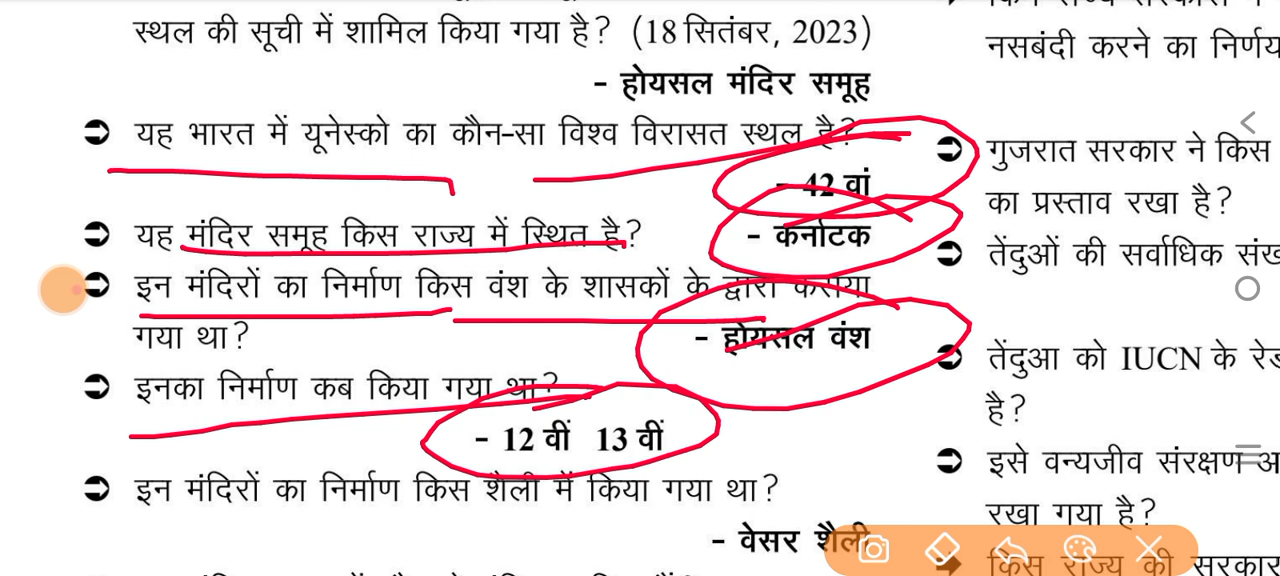 स्थल की सूची में शामिल किया गया है? (18 सितंबर, 2023)
- होयसल मंदिर समूह
➲ यह भारत में यूनेस्को का कौन-सा विश्व विरासत स्थल है?
- 42 वां
➲ यह मंदिर समूह किस राज्य में स्थित है?
- कर्नाटक
➲ इन मंदिरों का निर्माण किस वंश के शासकों के द्वारा कराया
गया था?
- होयसल वंश
➲ इनका निर्माण कब किया गया था?
- 12 वीं 13 वीं
➲ इन मंदिरों का निर्माण किस शैली में किया गया था?
- वेसर शैली
नसबंदी करने का निर्णय
➲ गुजरात सरकार ने किस
का प्रस्ताव रखा है?
➲ तेंदुओं की सर्वाधिक
➲ तेंदुआ को IUCN के
है?
➲ इसे वन्यजीव संरक्षण
रखा गया है?
किस राज्य की सरकार